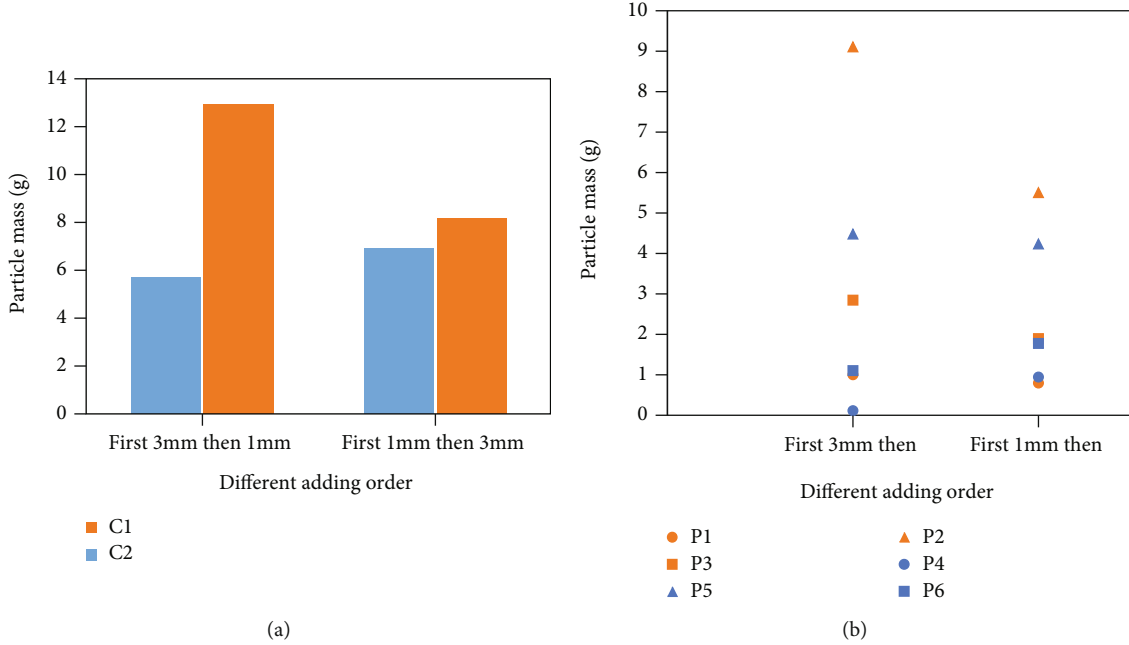 14
12
10
8
6
4
2
0
Particle mass (g)
First 3mm then 1mm
First 1mm then 3mm
Different adding order
C1
C2
(a)
10
9
8
7
6
5
4
3
2
1
0
Particle mass (g)
First 3mm then
First 1mm then
Different adding order
P1
P2
P3
P4
P5
P6
(b)